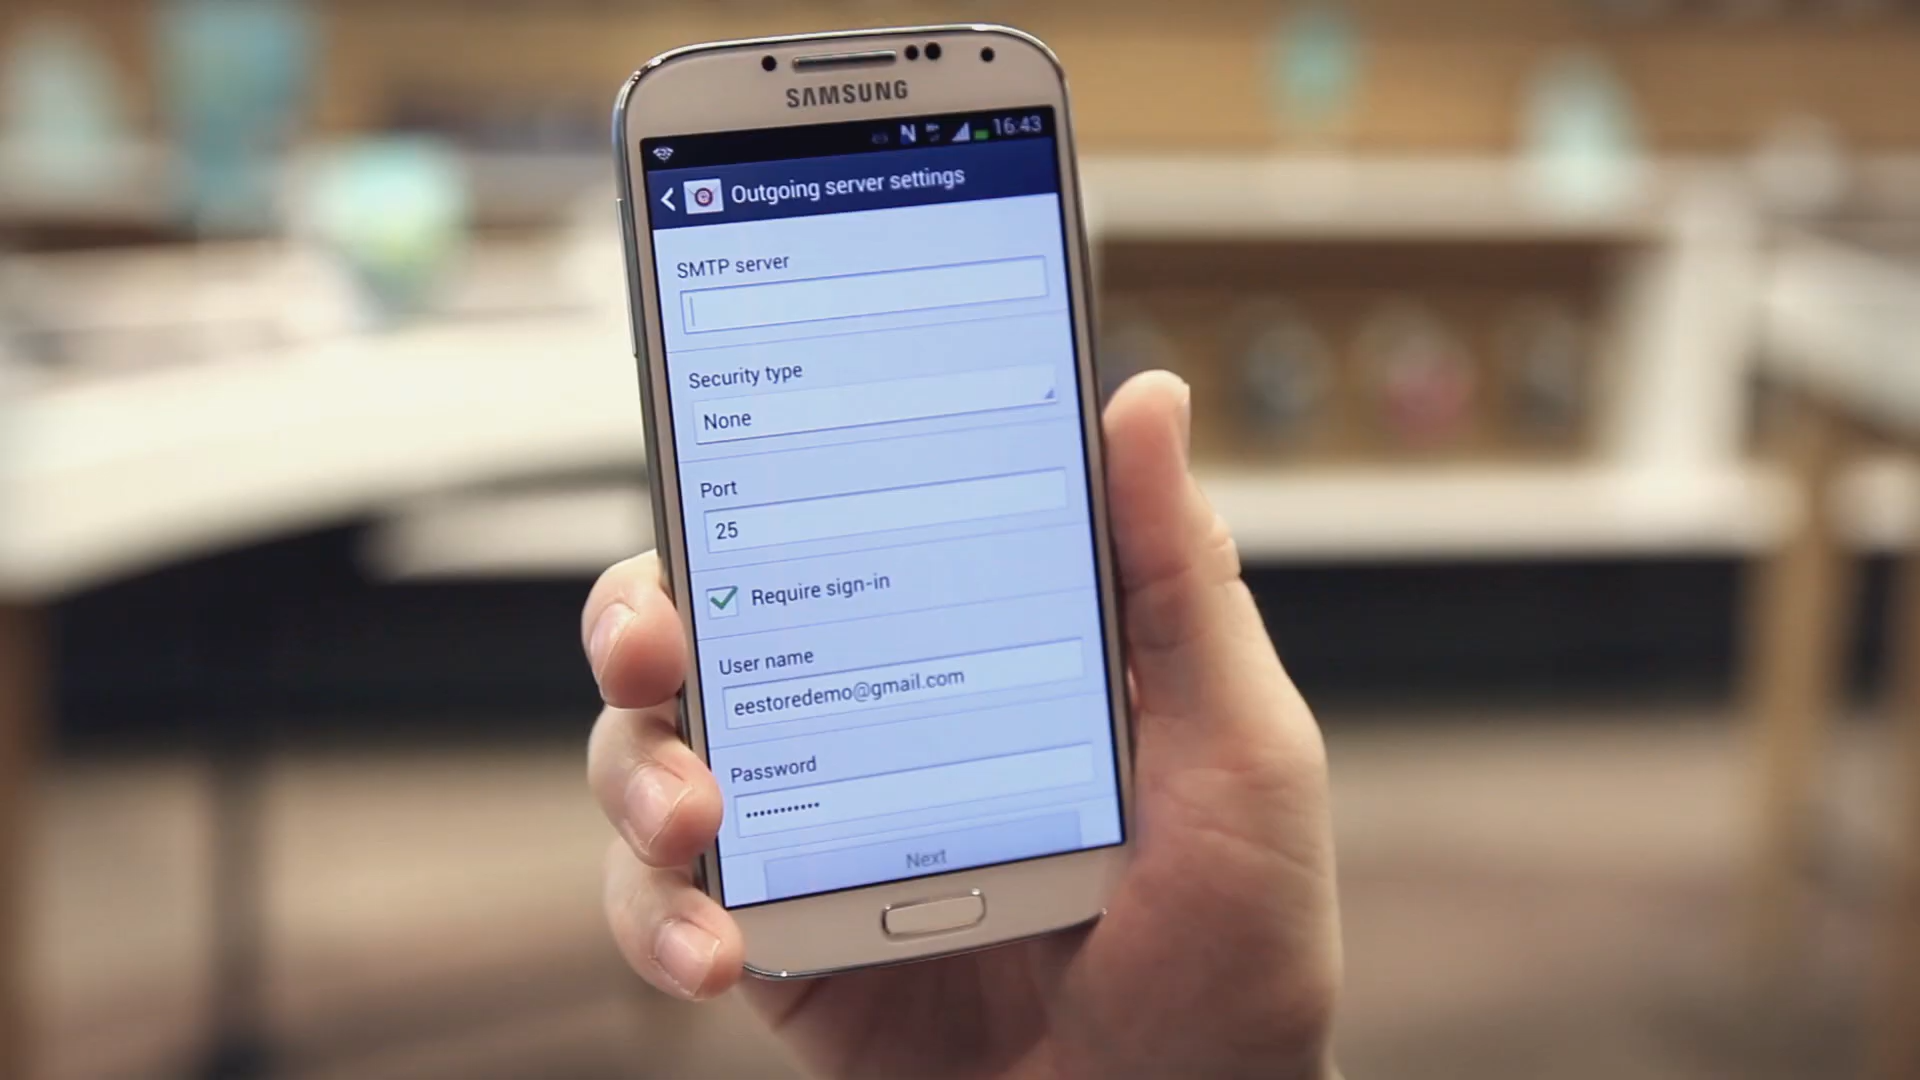 SAMSUNG
N 16:43
Outgoing server settings
SMTP server
Security type
None
Port
25
Require sign-in
User name
eestoredemo@gmail.com
Password
•••••••••••
Next